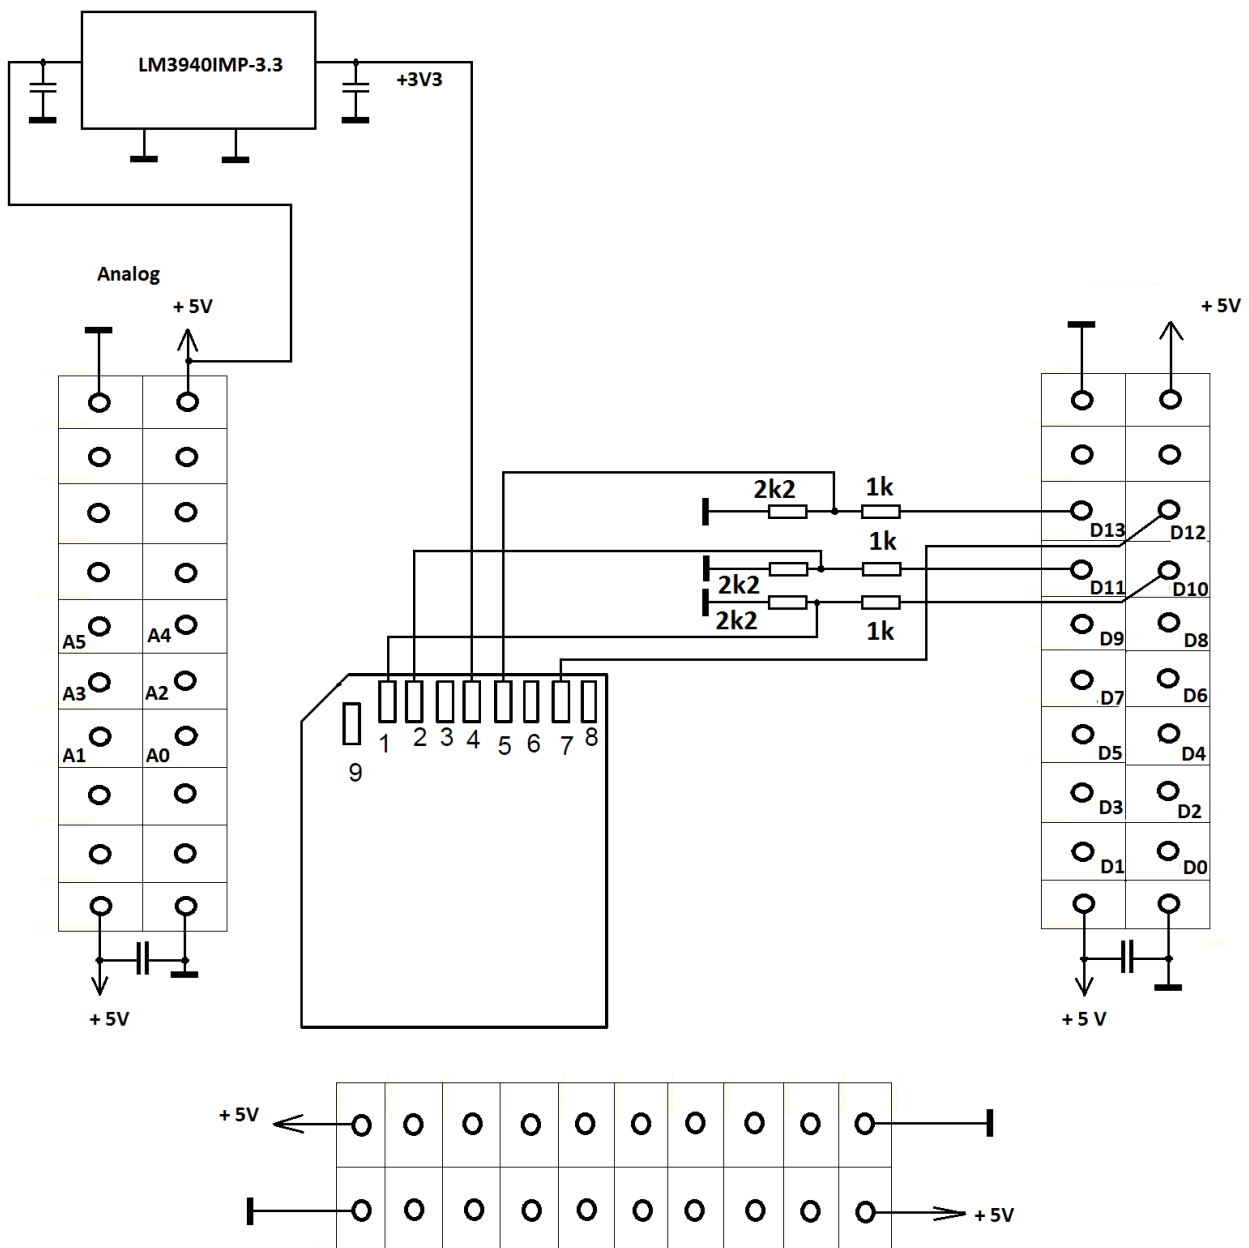 LM3940IMP-3.3
+3V3
Analog
+ 5V
+ 5V
2k2
1k
D13
D12
1k
2k2
D11
D10
2k2
1k
A5
A4
D9
D8
A3
A2
D7
D6
1
2
3
4
5
6
7
8
A1
A0
D5
D4
9
D3
D2
D1
D0
+ 5V
+ 5 V
+ 5V
+ 5V